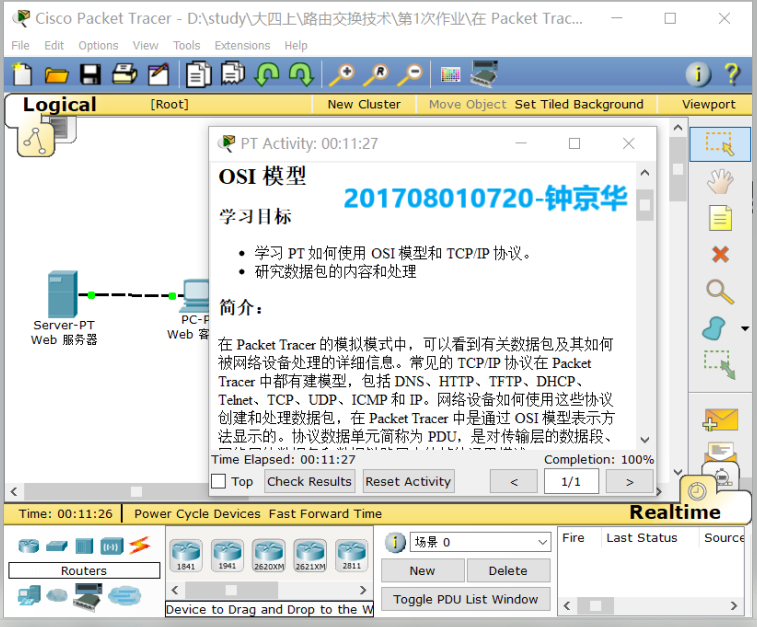 Cisco Packet Tracer - D:\study\大四上\路由交换技术\第1次作业\在 Packet Trac...
File Edit Options View Tools Extensions Help
Logical [Root] New Cluster Move Object Set Tiled Background Viewport
PT Activity: 00:11:27
OSI 模型
201708010720-钟京华
学习目标
• 学习 PT 如何使用 OSI 模型和 TCP/IP 协议。
• 研究数据包的内容和处理
简介：
在 Packet Tracer 的模拟模式中，可以看到有关数据包及其如何
被网络设备处理的详细信息。常见的 TCP/IP 协议在 Packet
Tracer 中都有建模型，包括 DNS、HTTP、TFTP、DHCP、
Telnet、TCP、UDP、ICMP 和 IP。网络设备如何使用这些协议
创建和处理数据包，在 Packet Tracer 中是通过 OSI 模型表示方
法显示的。协议数据单元简称为 PDU，是对传输层的数据段、
Server-PT
Web 服务器
PC-P
Web 客
Time Elapsed: 00:11:27 Completion: 100%
Top Check Results Reset Activity < 1/1 >
Time: 00:11:26 Power Cycle Devices Fast Forward Time Realtime
Routers
1841 1941 2620XM 2621XM 2811
Device to Drag and Drop to the W
场景 0
New Delete
Toggle PDU List Window
Fire Last Status Source